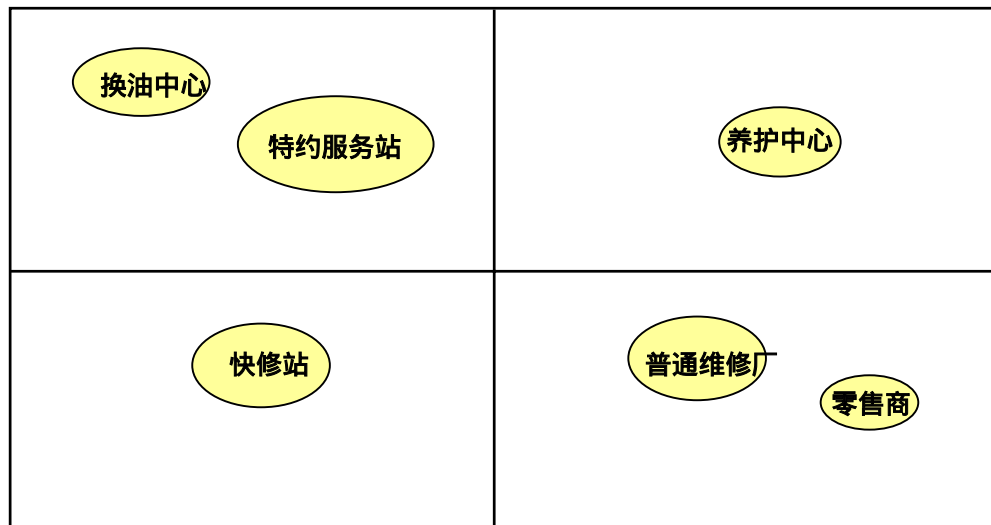 换油中心
特约服务站
养护中心
快修站
普通维修厂
零售商